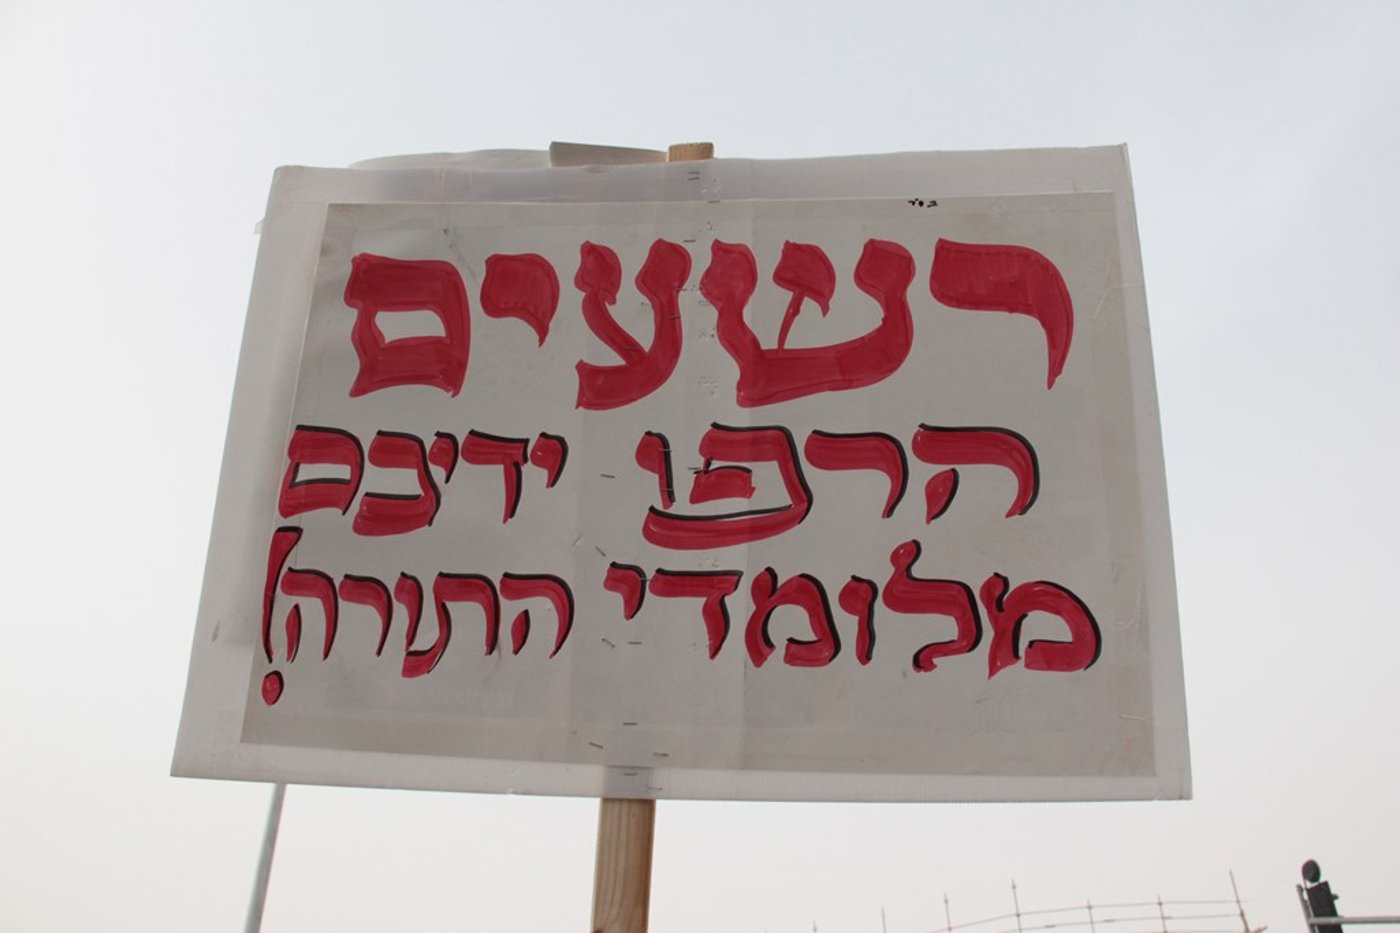 בס"ד
רשעים
הרפו ידיכם
מלומדי התורה!